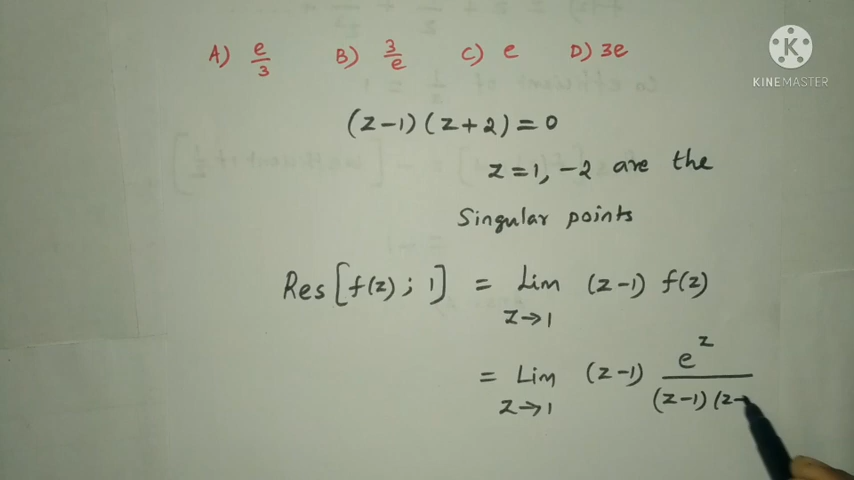 A) e/3 B) 3/e C) e D) 3e
KINEMASTER
(z-1)(z+2)=0
z=1, -2 are the
Singular points
Res[f(z); 1] = Lim (z-1) f(z)
z→1
= Lim (z-1) e^z / (z-1)(z-
z→1